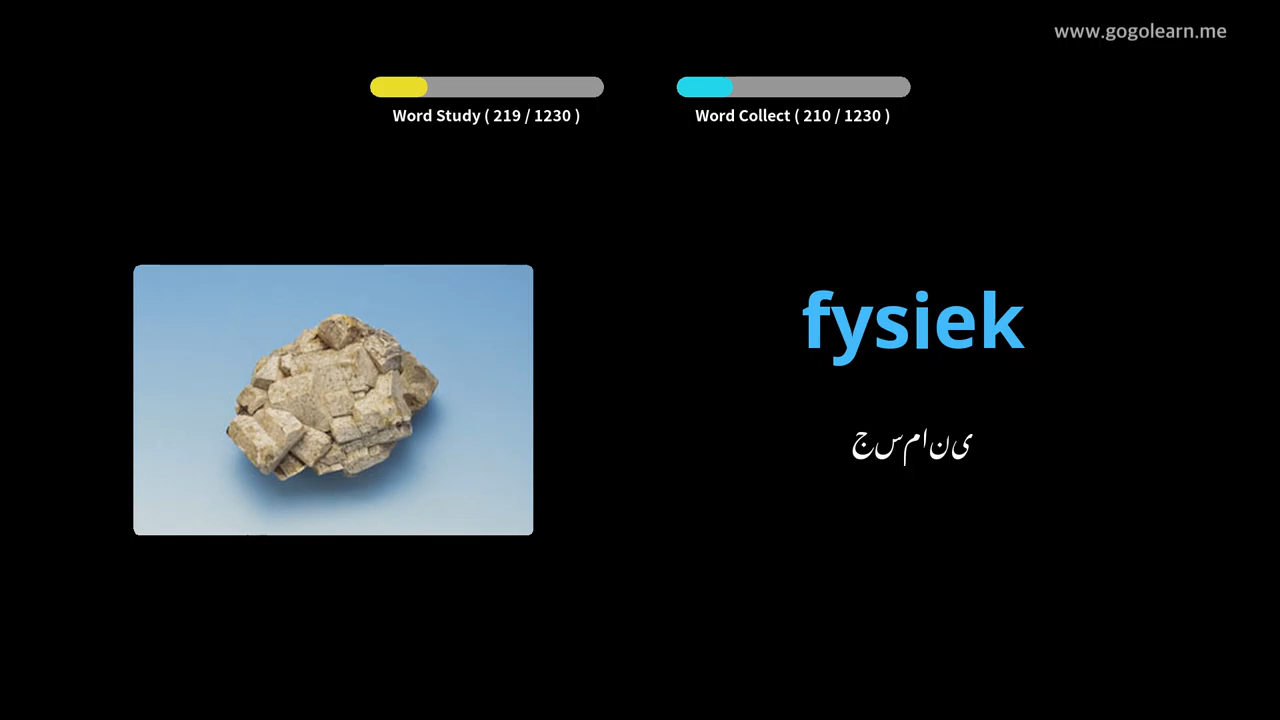 www.gogolearn.me
Word Study ( 219 / 1230 )
Word Collect ( 210 / 1230 )
fysiek
جسمانی